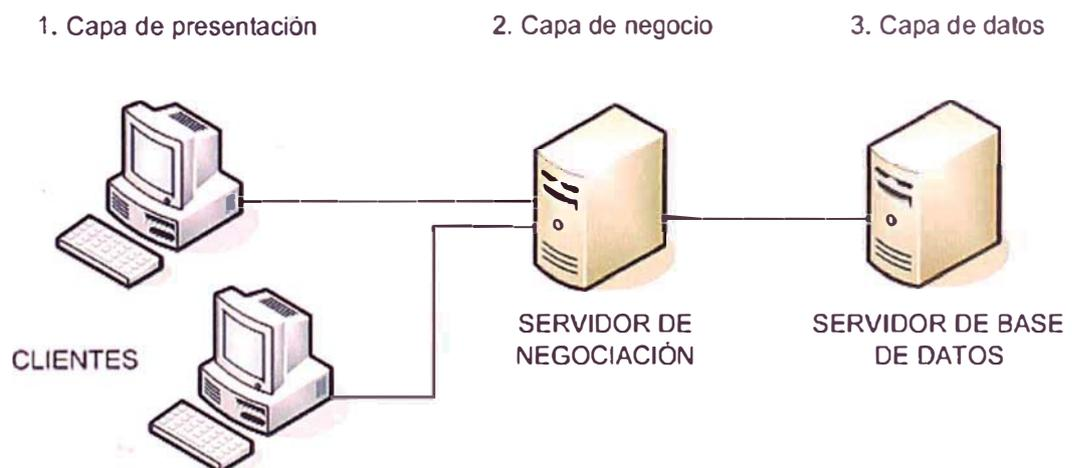 1. Capa de presentación
2. Capa de negocio
3. Capa de datos
CLIENTES
SERVIDOR DE
NEGOCIACIÓN
SERVIDOR DE BASE
DE DATOS